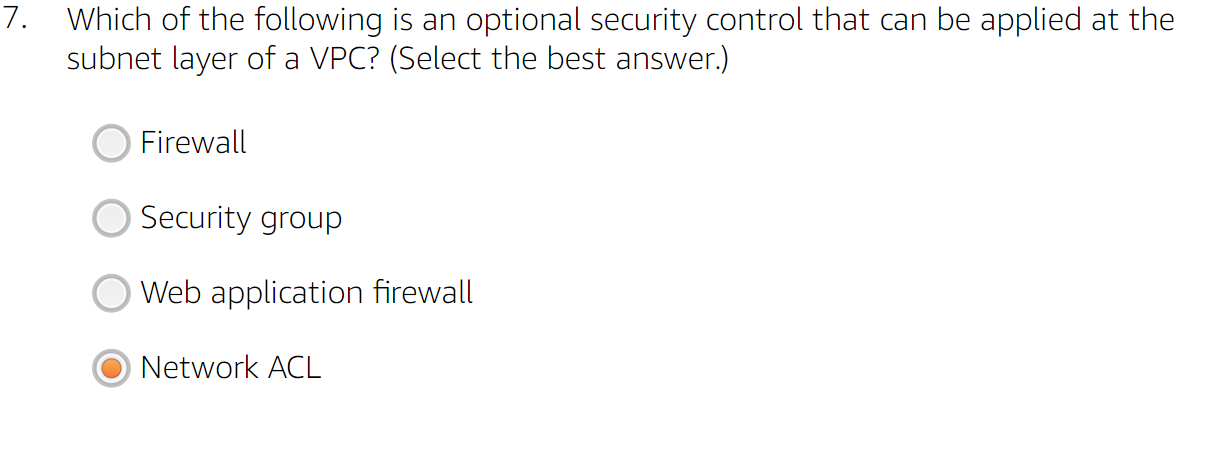 7. Which of the following is an optional security control that can be applied at the
subnet layer of a VPC? (Select the best answer.)
Firewall
Security group
Web application firewall
Network ACL